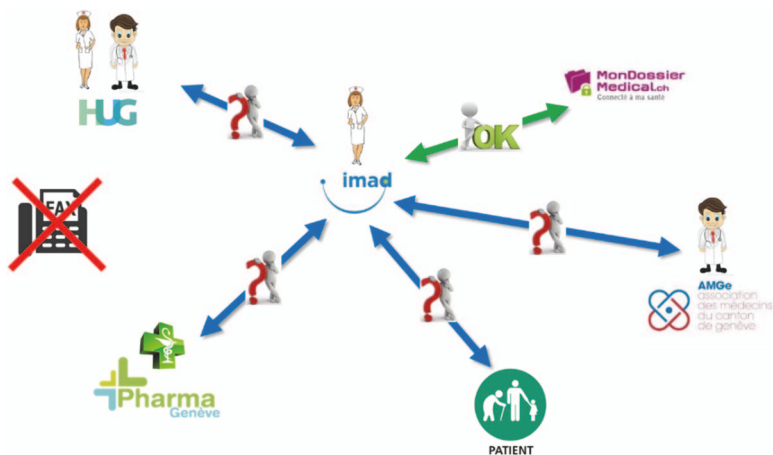 HUG
MonDossier
Medical.ch
Connecté à ma santé
?
OK
imad
FAX
?
AMGe
association
des médecins
du canton
de genève
?
?
Pharma
Genève
PATIENT